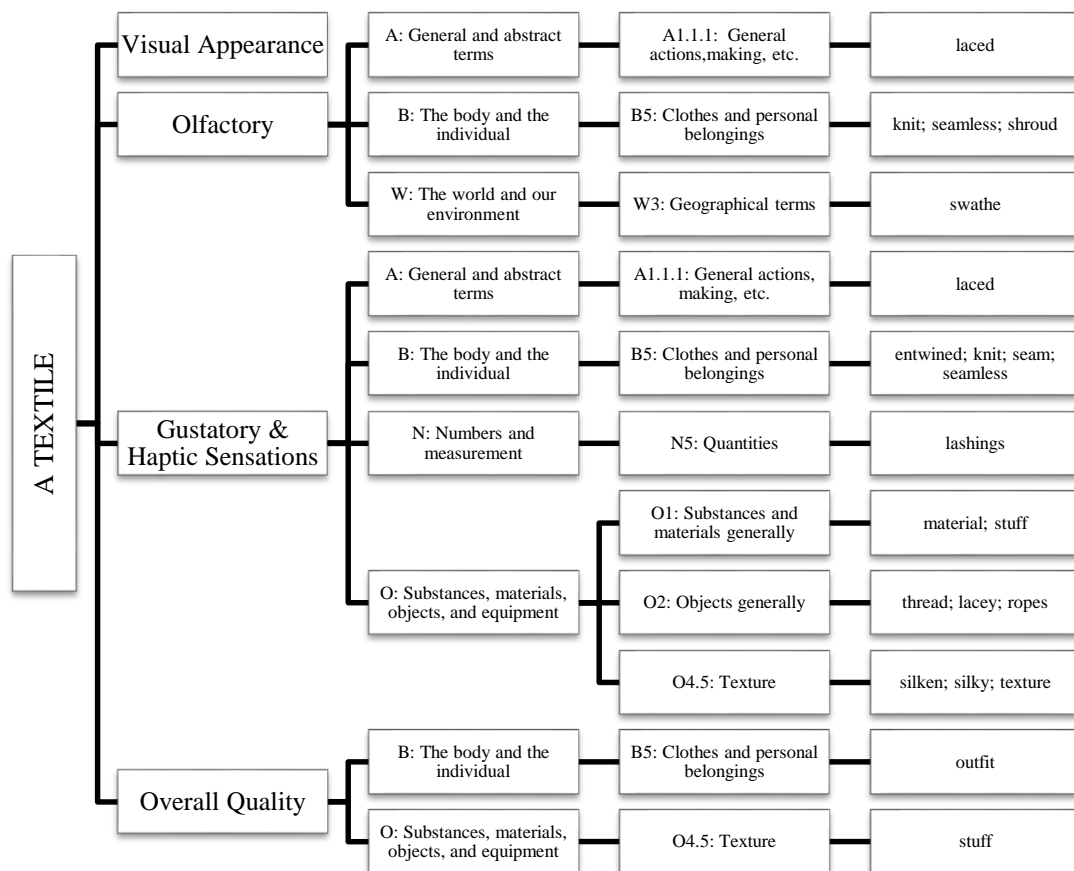 Visual Appearance
A: General and abstract
terms
A1.1.1:  General
actions,making, etc.
laced
Olfactory
B: The body and the
individual
B5: Clothes and personal
belongings
knit; seamless; shroud
W: The world and our
environment
W3: Geographical terms
swathe
A TEXTILE
Gustatory &
Haptic Sensations
A: General and abstract
terms
A1.1.1: General actions,
making, etc.
laced
B: The body and the
individual
B5: Clothes and personal
belongings
entwined; knit; seam;
seamless
N: Numbers and
measurement
N5: Quantities
lashings
O: Substances, materials,
objects, and equipment
O1: Substances and
materials generally
material; stuff
O2: Objects generally
thread; lacey; ropes
O4.5: Texture
silken; silky; texture
Overall Quality
B: The body and the
individual
B5: Clothes and personal
belongings
outfit
O: Substances, materials,
objects, and equipment
O4.5: Texture
stuff